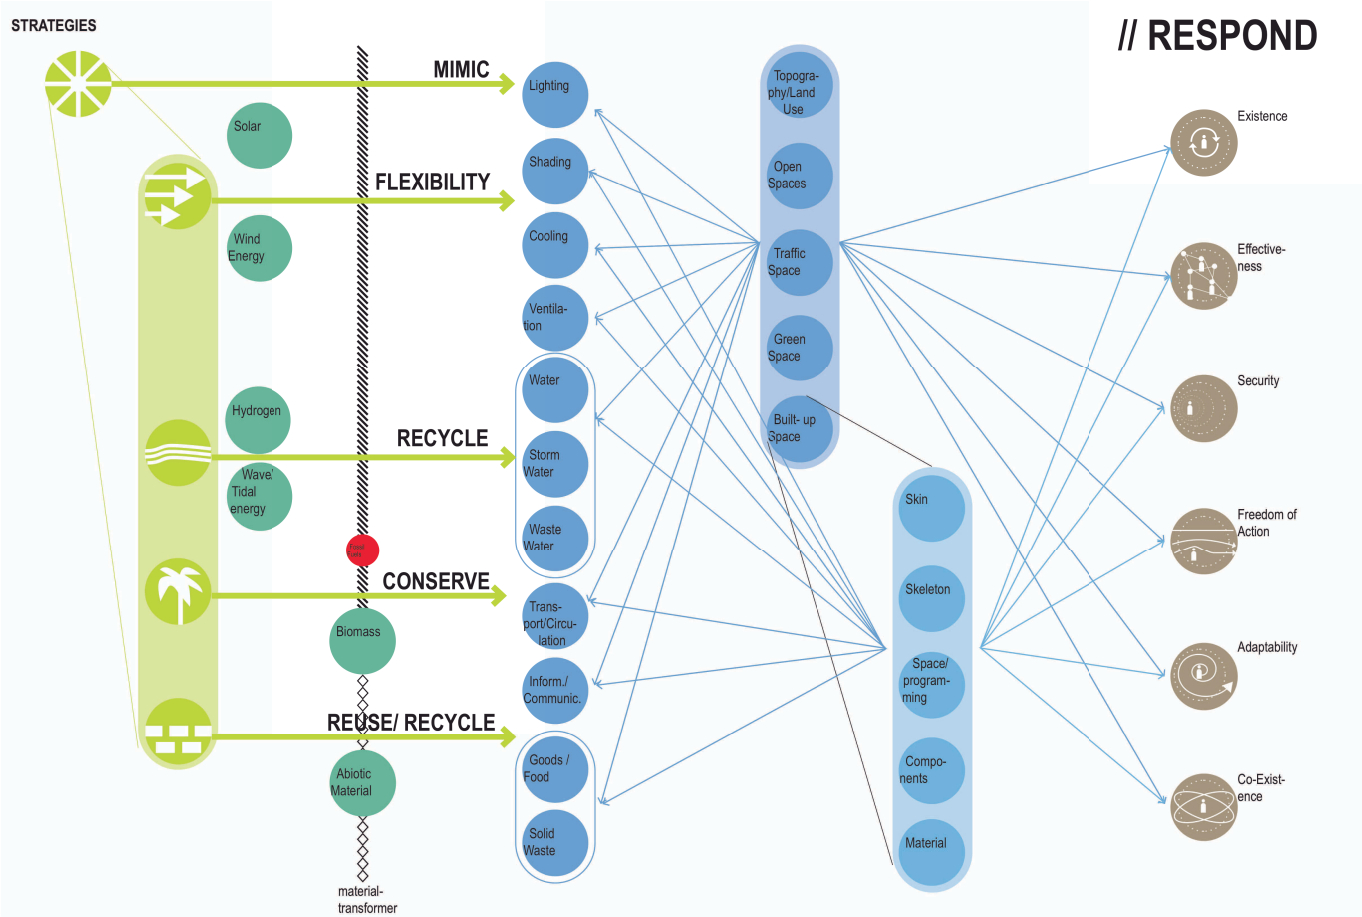 STRATEGIES
// RESPOND
MIMIC
FLEXIBILITY
RECYCLE
CONSERVE
REUSE/ RECYCLE
Solar
Wind
Energy
Hydrogen
Wave/
Tidal
energy
Biomass
Abiotic
Material
material-
transformer
Lighting
Shading
Cooling
Ventila-
tion
Water
Storm
Water
Waste
Water
Trans-
port/Circu-
lation
Inform./
Communic.
Goods /
Food
Solid
Waste
Topogra-
phy/Land
Use
Open
Spaces
Traffic
Space
Green
Space
Built- up
Space
Skin
Skeleton
Space/
program-
ming
Compo-
nents
Material
Existence
Effective-
ness
Security
Freedom of
Action
Adaptability
Co-Exist-
ence